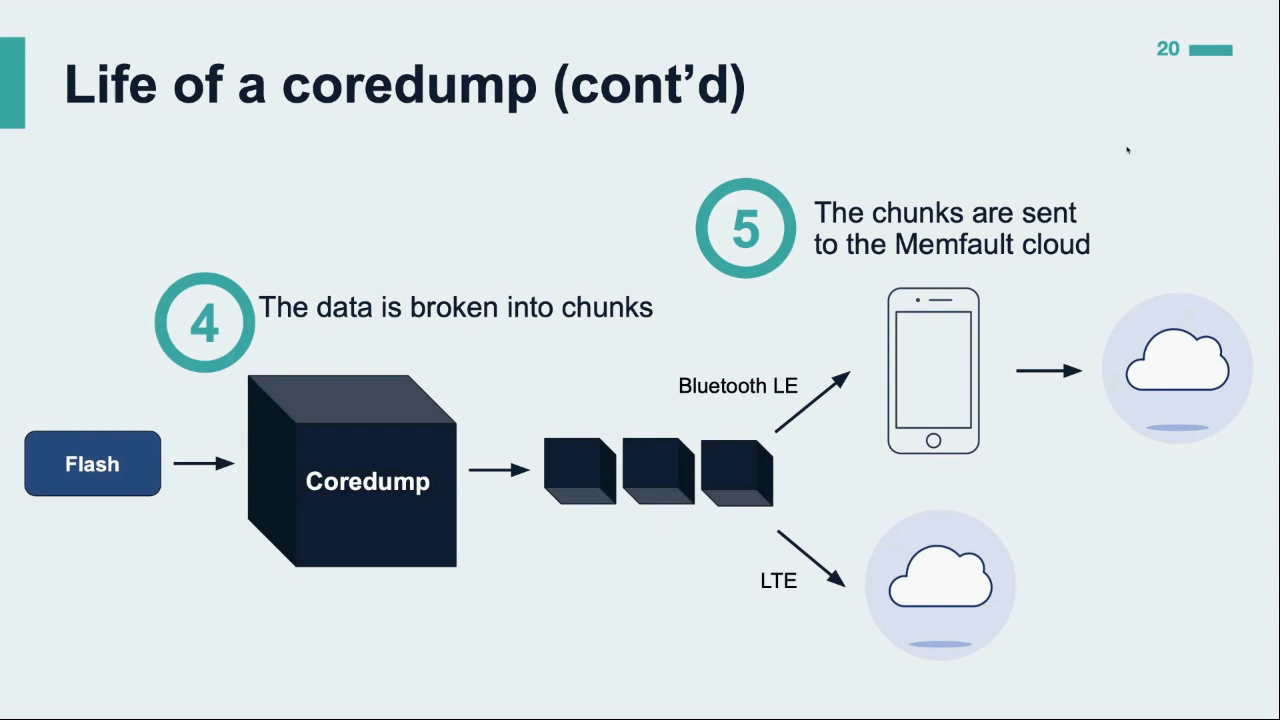 20
Life of a coredump (cont’d)
5
The chunks are sent
to the Memfault cloud
4
The data is broken into chunks
Bluetooth LE
Flash
Coredump
LTE